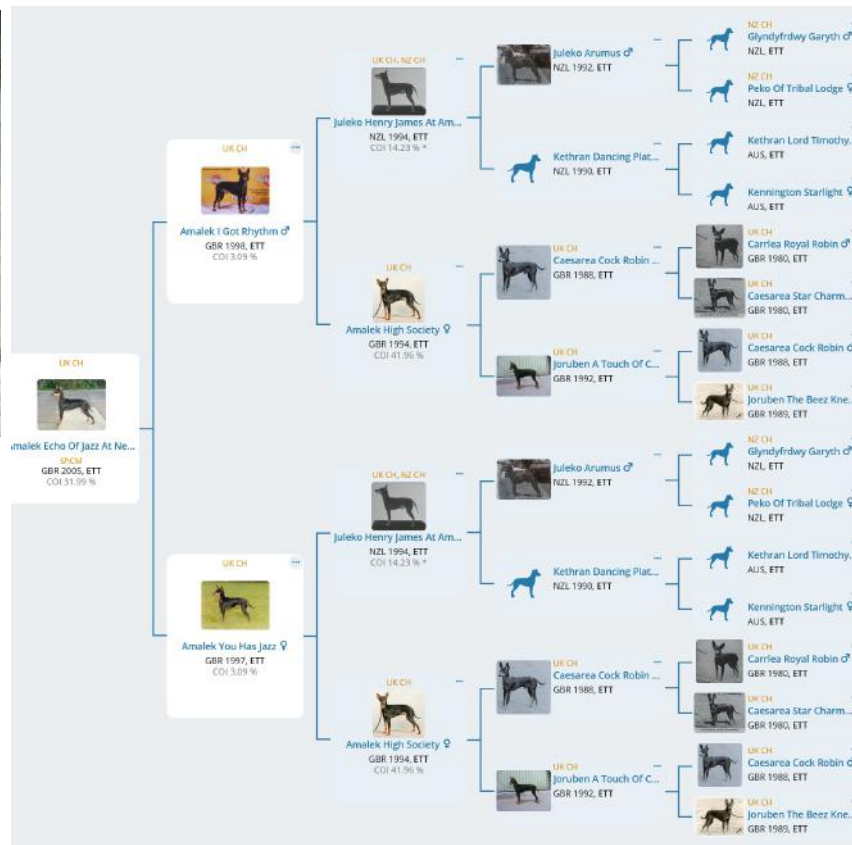 UK CH
Amalek Echo Of Jazz At Ne...
ShCM
GBR 2005, ETT
COI 31.99 %
UK CH
Amalek I Got Rhythm ♂
GBR 1998, ETT
COI 3.09 %
UK CH, NZ CH
Juleko Henry James At Am...
NZL 1994, ETT
COI 14.23 % *
Juleko Arumus ♂
NZL 1992, ETT
NZ CH
Glyndyfrdwy Garyth ♂
NZL, ETT
NZ CH
Peko Of Tribal Lodge ♀
NZL, ETT
Kethran Dancing Plat...
NZL 1990, ETT
Kethran Lord Timothy.
AUS, ETT
Kennington Starlight ♀
AUS, ETT
UK CH
Amalek High Society ♀
GBR 1994, ETT
COI 41.96 %
UK CH
Caesarea Cock Robin ...
GBR 1988, ETT
UK CH
Carrlea Royal Robin ♂
GBR 1980, ETT
UK CH
Caesarea Star Charm...
GBR 1980, ETT
UK CH
Joruben A Touch Of C...
GBR 1992, ETT
UK CH
Caesarea Cock Robin
GBR 1988, ETT
UK CH
Joruben The Beez Kne..
GBR 1989, ETT
UK CH
Amalek You Has Jazz ♀
GBR 1997, ETT
COI 3.09 %
UK CH, NZ CH
Juleko Henry James At Am...
NZL 1994, ETT
COI 14.23 % *
Juleko Arumus ♂
NZL 1992, ETT
NZ CH
Glyndyfrdwy Garyth ♂
NZL, ETT
NZ CH
Peko Of Tribal Lodge ♀
NZL, ETT
Kethran Dancing Plat...
NZL 1990, ETT
Kethran Lord Timothy.
AUS, ETT
Kennington Starlight ♀
AUS, ETT
UK CH
Amalek High Society ♀
GBR 1994, ETT
COI 41.96 %
UK CH
Caesarea Cock Robin ...
GBR 1988, ETT
UK CH
Carrlea Royal Robin ♂
GBR 1980, ETT
UK CH
Caesarea Star Charm...
GBR 1980, ETT
UK CH
Joruben A Touch Of C...
GBR 1992, ETT
UK CH
Caesarea Cock Robin
GBR 1988, ETT
UK CH
Joruben The Beez Kne..
GBR 1989, ETT